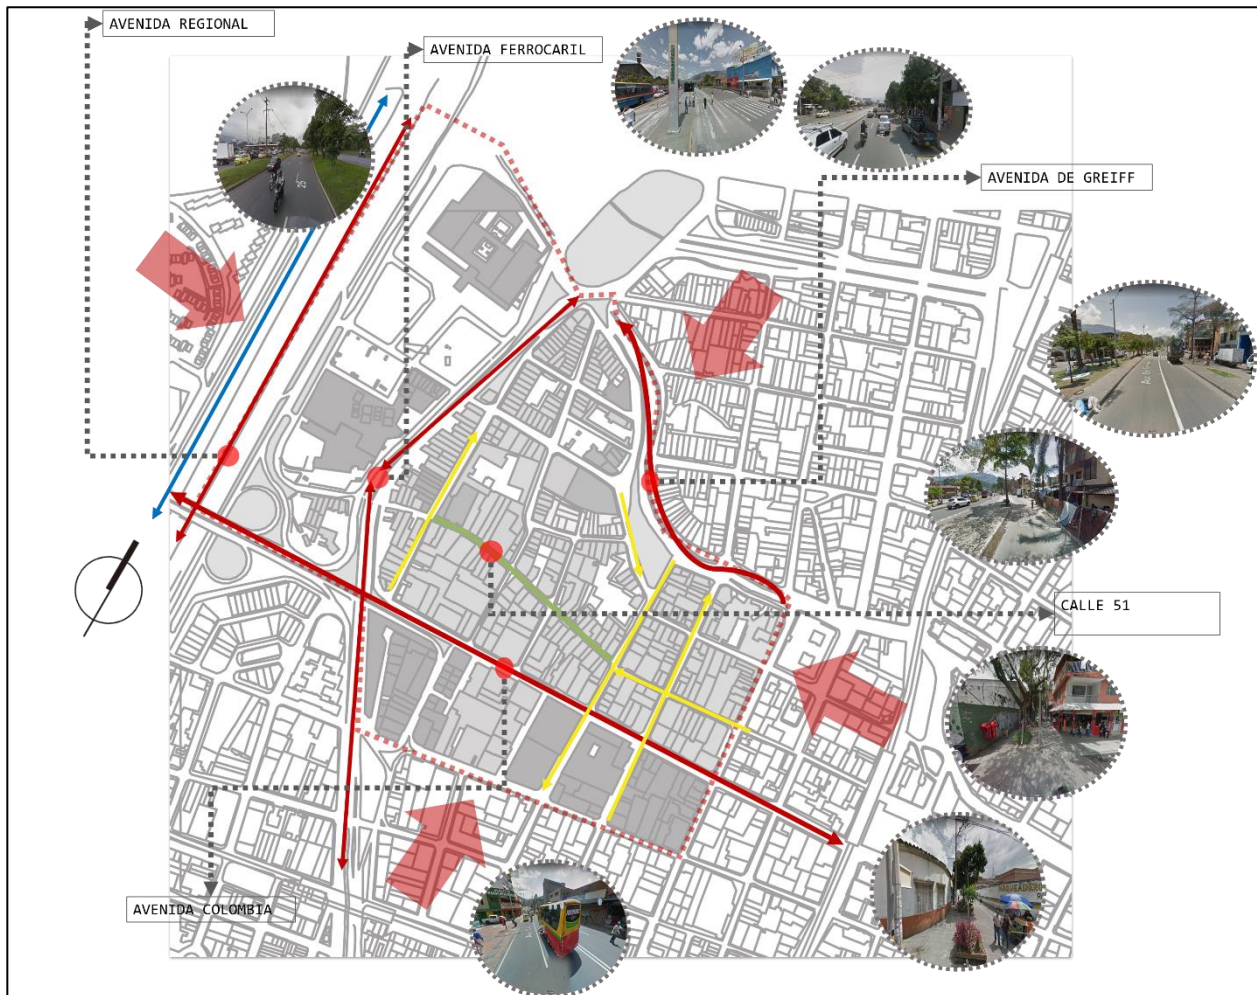 AVENIDA REGIONAL
AVENIDA FERROCARIL
AVENIDA DE GREIFF
CALLE 51
AVENIDA COLOMBIA